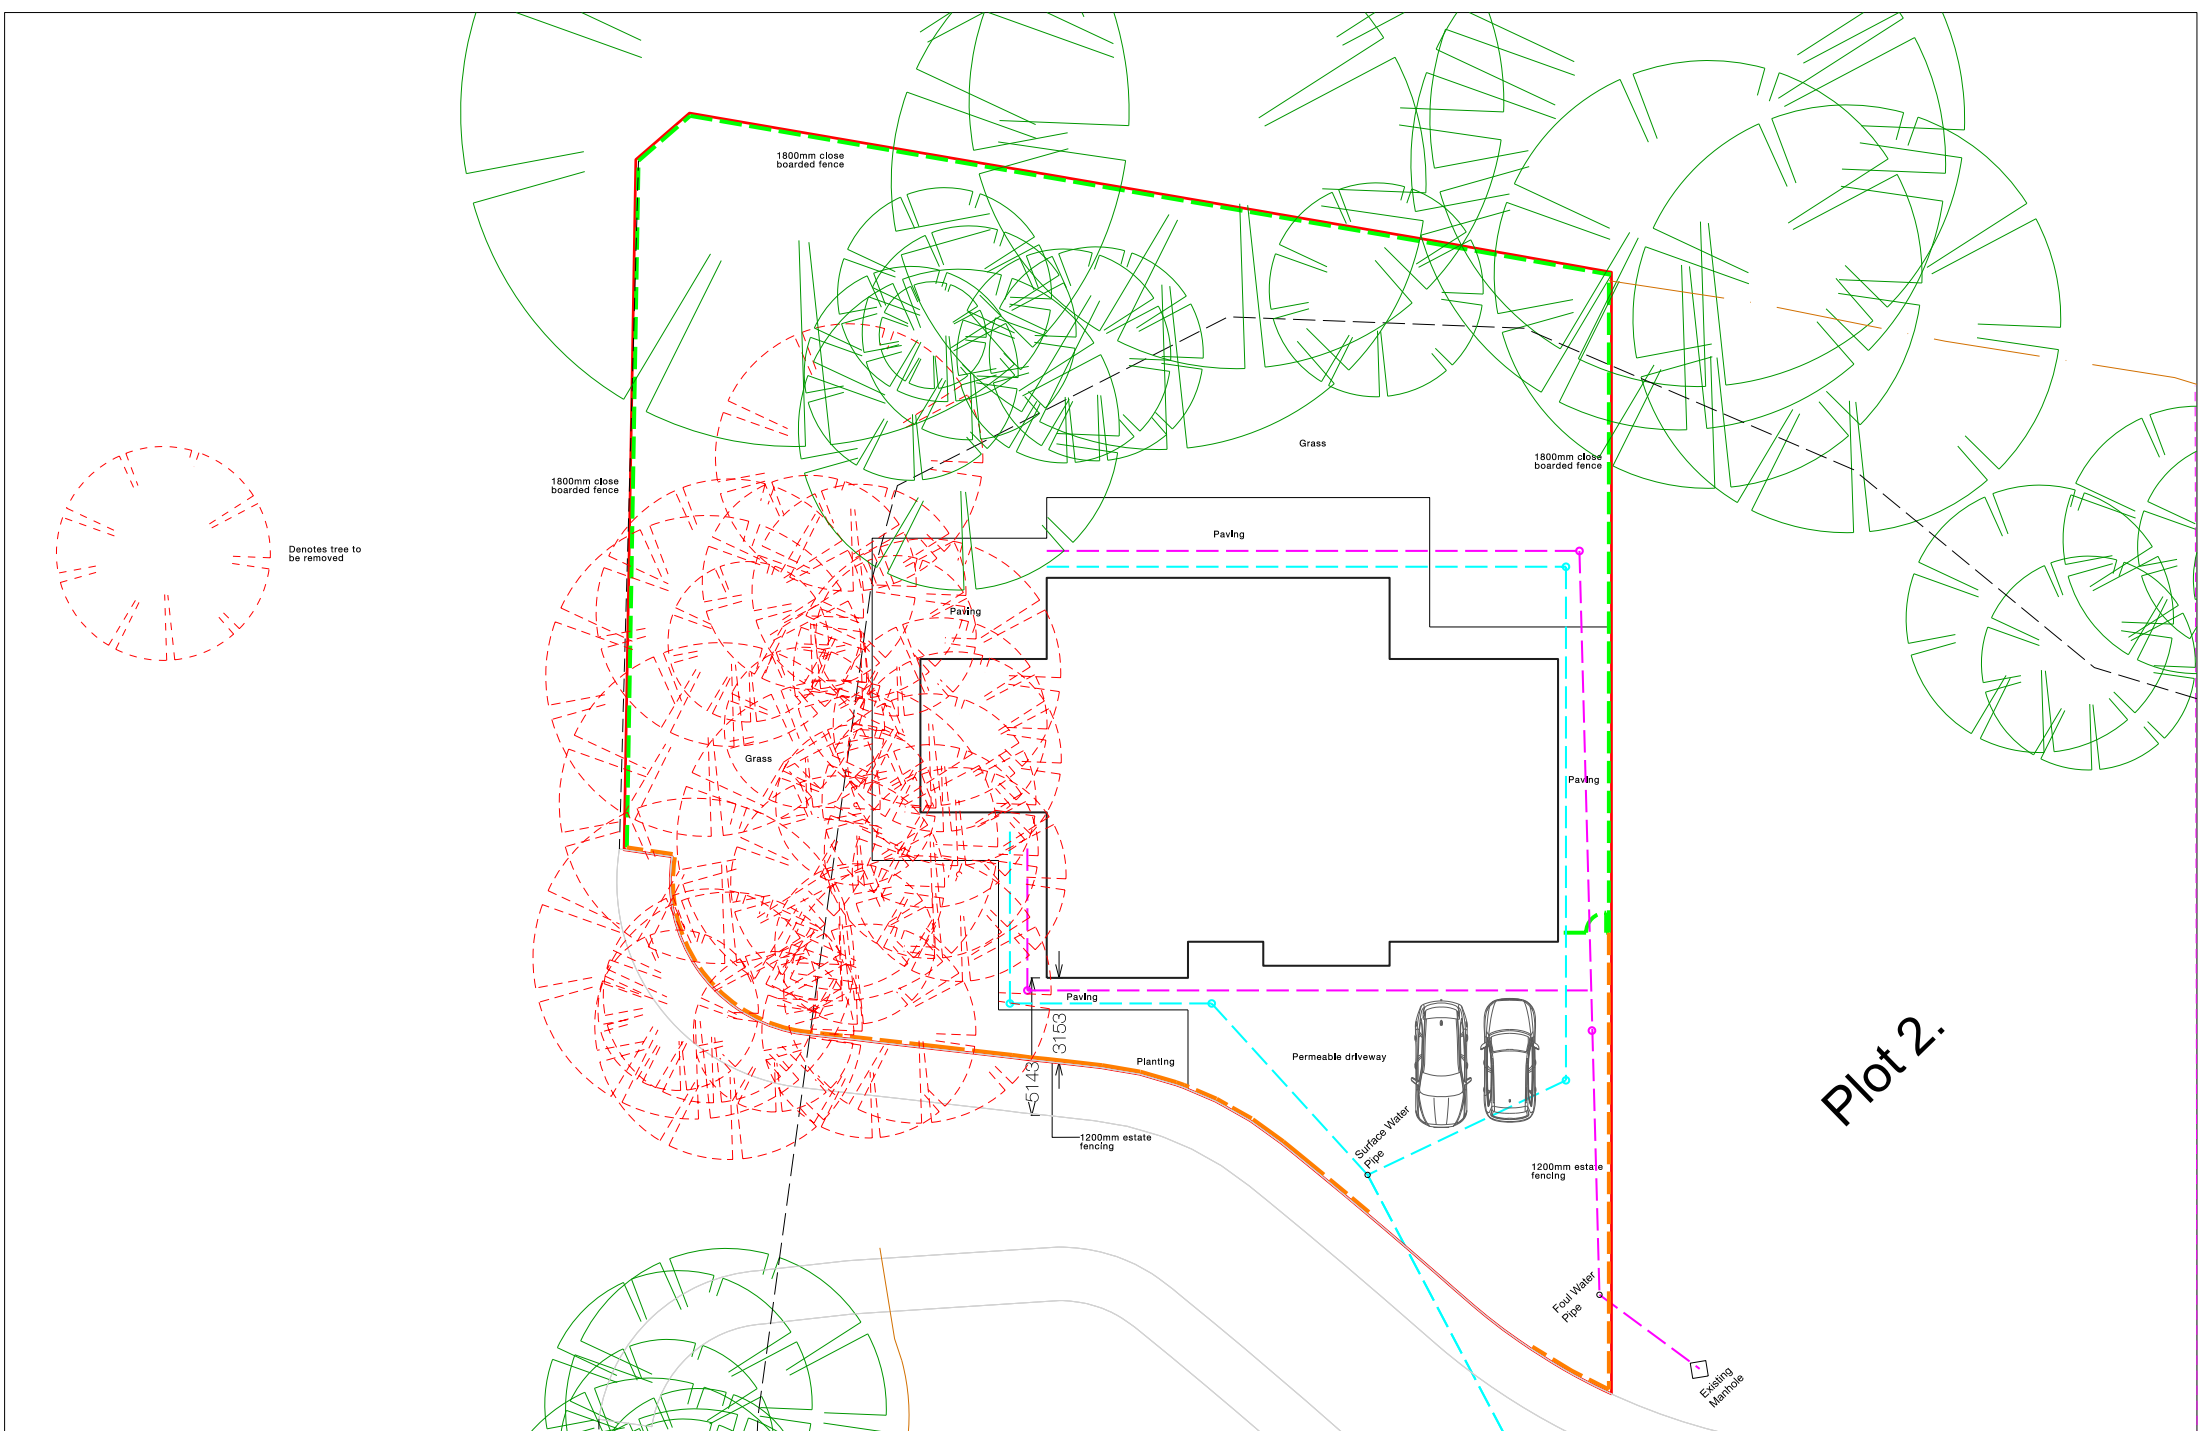 1800mm close
boarded fence
Grass
1800mm close
boarded fence
1800mm close
boarded fence
Paving
Denotes tree to
be removed
Paving
Grass
Paving
Paving
3153
<5143
Planting
Permeable driveway
Surface Water
Pipe
1200mm estate
fencing
1200mm estate
fencing
Plot 2.
Foul Water
Pipe
Existing
Manhole